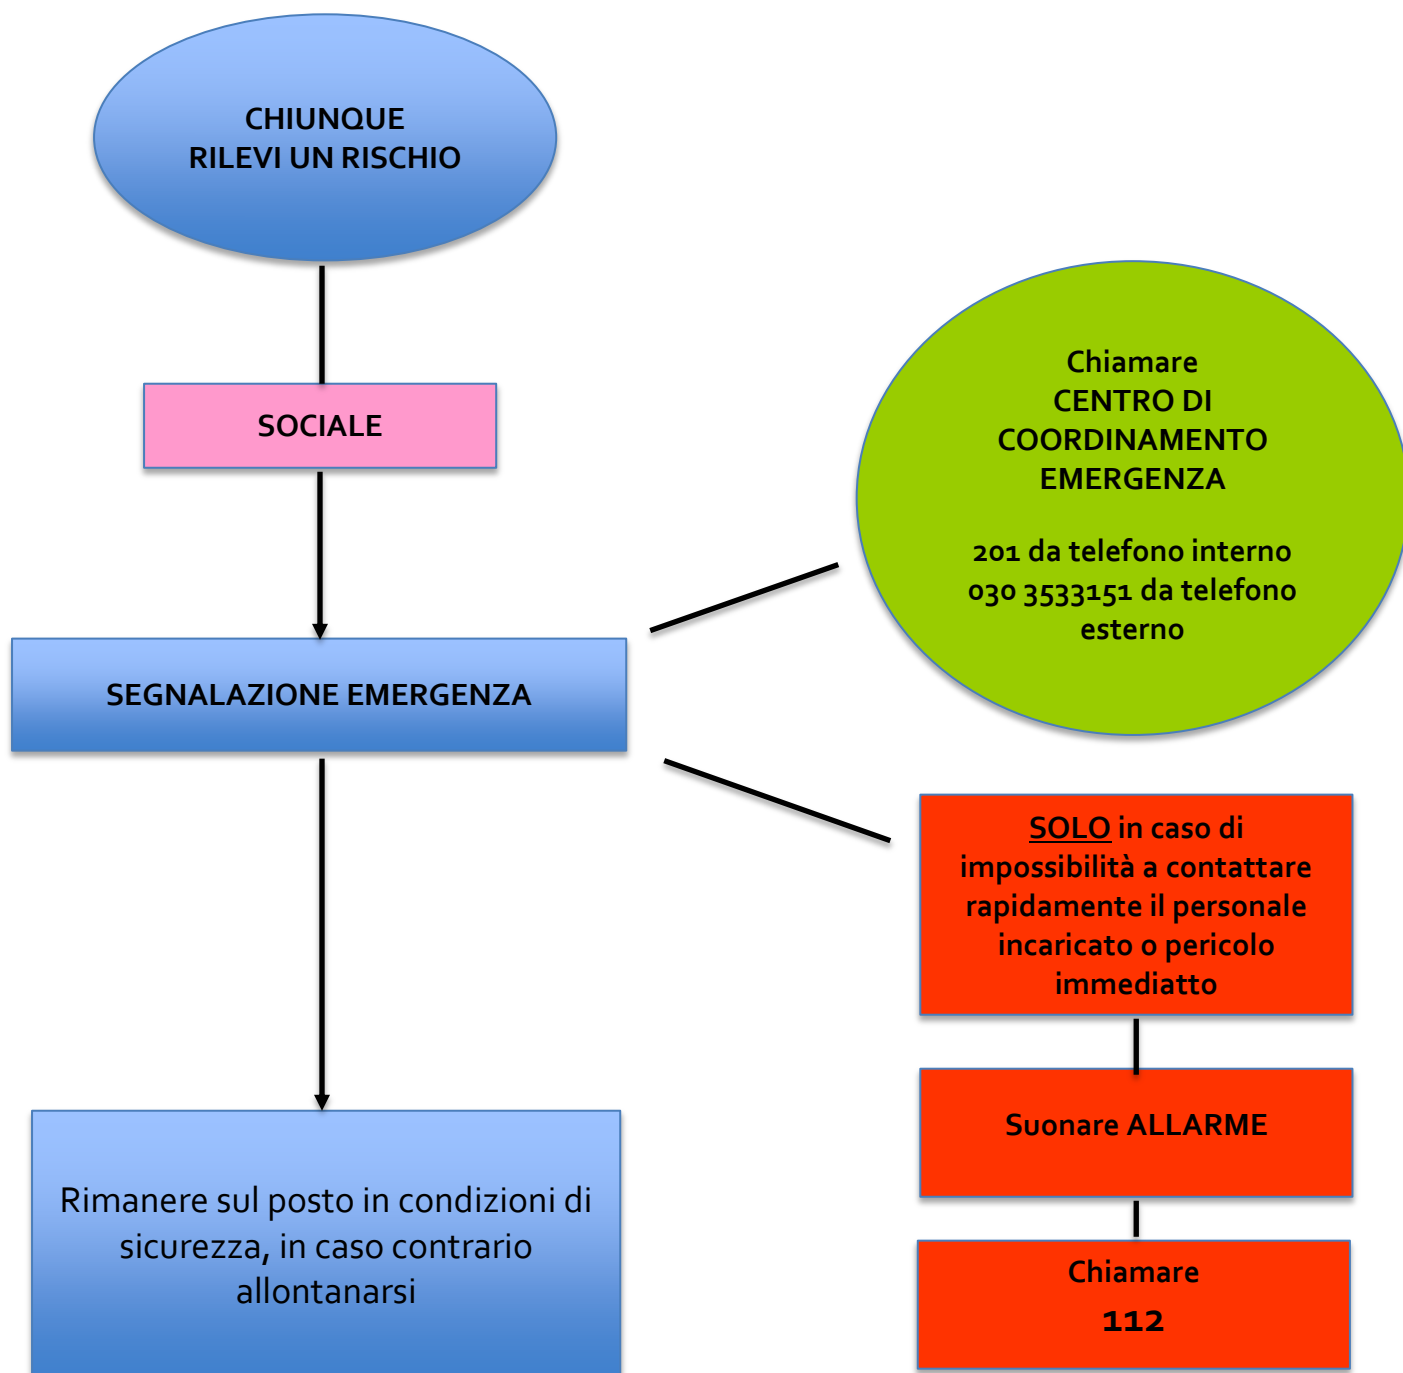 CHIUNQUE
RILEVI UN RISCHIO
SOCIALE
SEGNALAZIONE EMERGENZA
Chiamare
CENTRO DI
COORDINAMENTO
EMERGENZA
201 da telefono interno
030 3533151 da telefono
esterno
SOLO in caso di
impossibilità a contattare
rapidamente il personale
incaricato o pericolo
immediatto
Suonare ALLARME
Chiamare
112
Rimanere sul posto in condizioni di
sicurezza, in caso contrario
allontanarsi